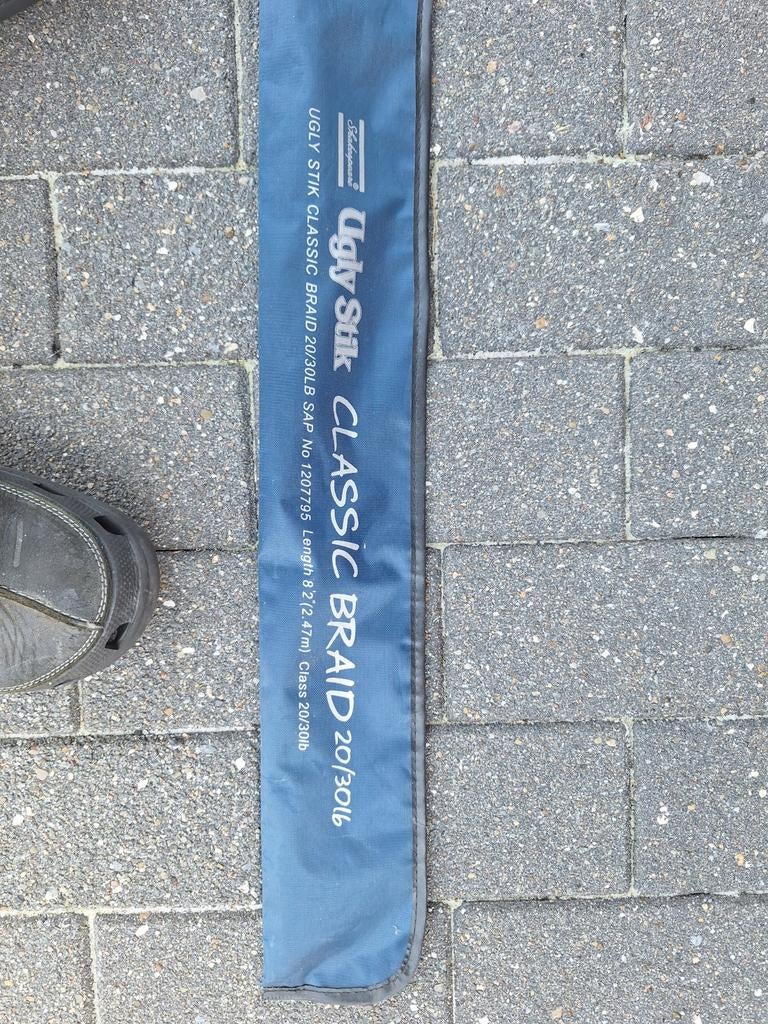 Shakespeare
Ugly Stik CLASSIC BRAID 20/30lb
UGLY STIK CLASSIC BRAID 20/30LB SAP No 1207795 Length 8'2"(2.47m) Class 20/30lb